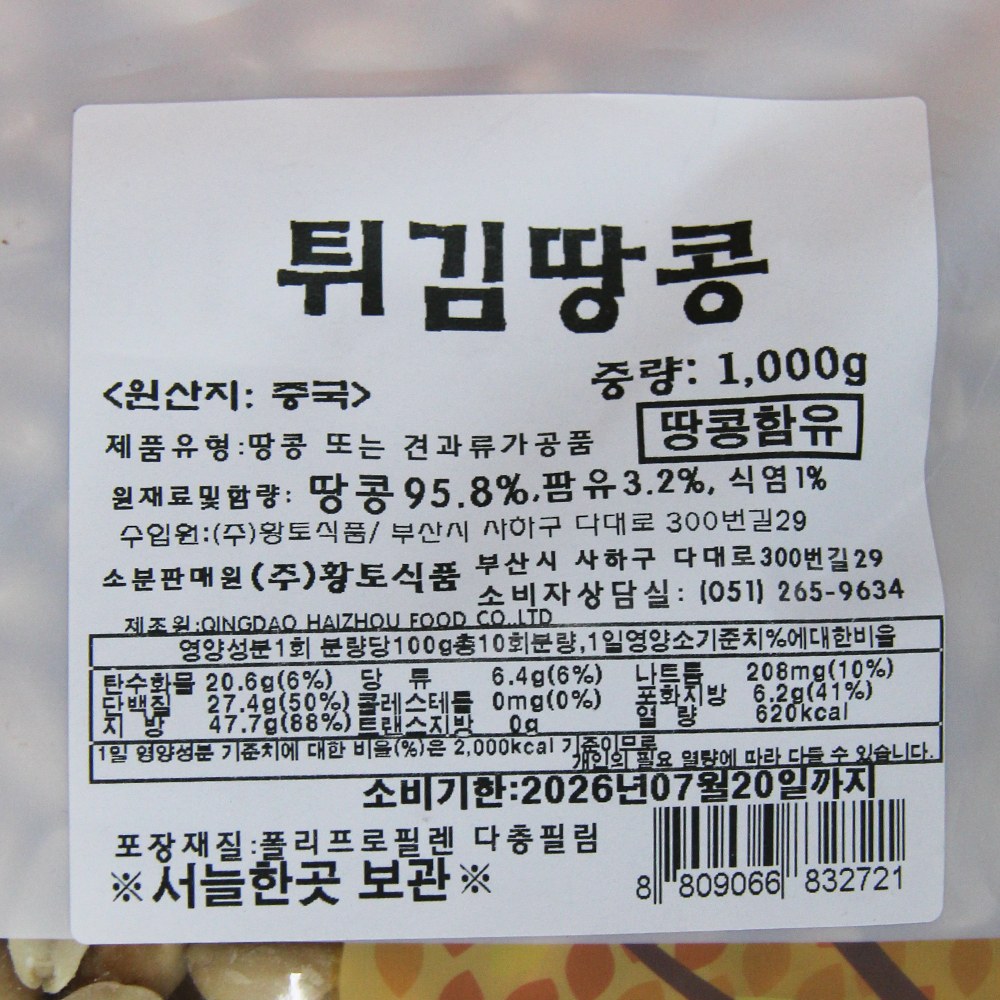 튀김땅콩
중량: 1,000g
<원산지: 중국>
땅콩함유
제품유형:땅콩 또는 견과류가공품
원재료및함량: 땅콩95.8%,팜유3.2%, 식염1%
수입원:(주)황토식품/ 부산시 사하구 다대로 300번길29
소분판매원(주)황토식품 부산시 사하구 다대로300번길29
소비자상담실: (051) 265-9634
제조원:QINGDAO HAIZHOU FOOD CO.,LTD
영양성분1회 분량당100g총10회분량,1일영양소기준치%에대한비율
탄수화물 20.6g(6%) 당 류 6.4g(6%) 나트륨 208mg(10%)
단백질 27.4g(50%) 콜레스테롤 0mg(0%) 포화지방 6.2g(41%)
지 방 47.7g(88%) 트랜스지방 0g 열 량 620kcal
1일 영양성분 기준치에 대한 비율(%)은 2,000kcal 기준이므로
개인의 필요 열량에 따라 다를 수 있습니다.
소비기한:2026년07월20일까지
포장재질:폴리프로필렌 다층필림
※서늘한곳 보관※
8 809066 832721